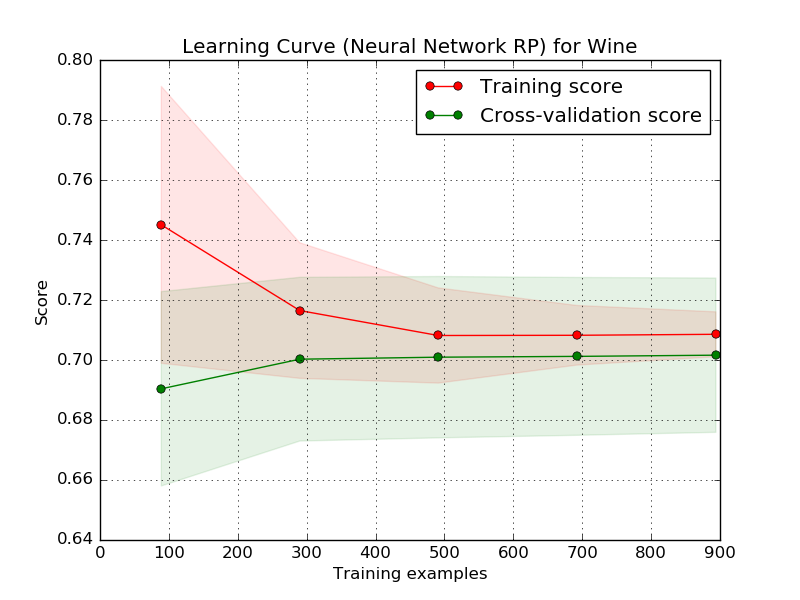 Learning Curve (Neural Network RP) for Wine
Training score
Cross-validation score
0.80
0.78
0.76
0.74
0.72
0.70
0.68
0.66
0.64
Score
0 100 200 300 400 500 600 700 800 900
Training examples